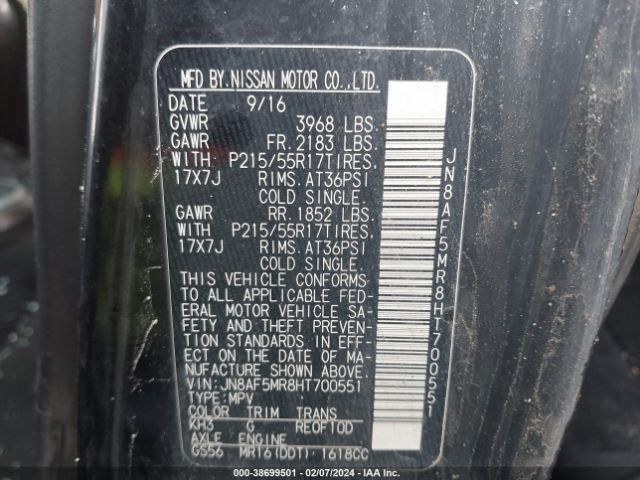 MFD BY.NISSAN MOTOR CO.,LTD.
DATE 9/16
GVWR 3968 LBS.
GAWR FR.2183 LBS.
WITH: P215/55R17TIRES.
17X7J RIMS.AT36PSI
COLD SINGLE.
GAWR RR.1852 LBS.
WITH P215/55R17TIRES.
17X7J RIMS.AT36PSI
COLD SINGLE.
THIS VEHICLE CONFORMS
TO ALL APPLICABLE FED-
ERAL MOTOR VEHICLE SA-
FETY AND THEFT PREVEN-
TION STANDARDS IN EFF-
ECT ON THE DATE OF MA-
NUFACTURE SHOWN ABOVE.
VIN:JN8AF5MR8HT700551
TYPE:MPV
COLOR TRIM TRANS
KH3 G RE0F10D
AXLE ENGINE
GS56 MR16(DDT) 1618CC
JN8AF5MR8HT700551
© IAA - 38699501 - 02/07/2024 - IAAI.COM